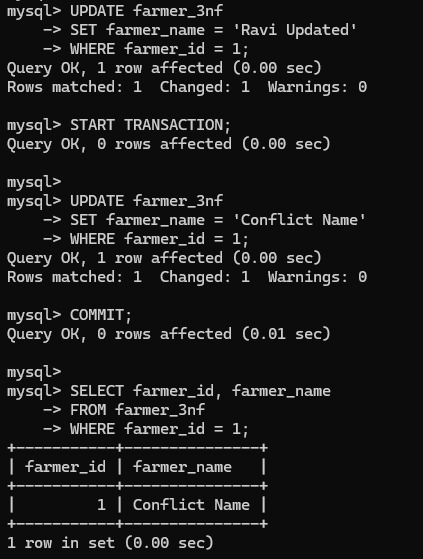 mysql> UPDATE farmer_3nf
    -> SET farmer_name = 'Ravi Updated'
    -> WHERE farmer_id = 1;
Query OK, 1 row affected (0.00 sec)
Rows matched: 1  Changed: 1  Warnings: 0

mysql> START TRANSACTION;
Query OK, 0 rows affected (0.00 sec)

mysql>
mysql> UPDATE farmer_3nf
    -> SET farmer_name = 'Conflict Name'
    -> WHERE farmer_id = 1;
Query OK, 1 row affected (0.00 sec)
Rows matched: 1  Changed: 1  Warnings: 0

mysql> COMMIT;
Query OK, 0 rows affected (0.01 sec)

mysql>
mysql> SELECT farmer_id, farmer_name
    -> FROM farmer_3nf
    -> WHERE farmer_id = 1;
+-----------+---------------+
| farmer_id | farmer_name   |
+-----------+---------------+
|         1 | Conflict Name |
+-----------+---------------+
1 row in set (0.00 sec)